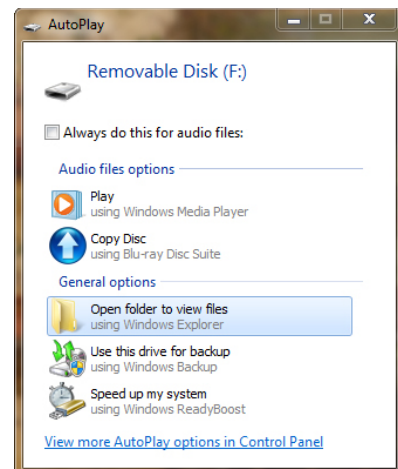 AutoPlay
Removable Disk (F:)
Always do this for audio files:
Audio files options
Play
using Windows Media Player
Copy Disc
using Blu-ray Disc Suite
General options
Open folder to view files
using Windows Explorer
Use this drive for backup
using Windows Backup
Speed up my system
using Windows ReadyBoost
View more AutoPlay options in Control Panel